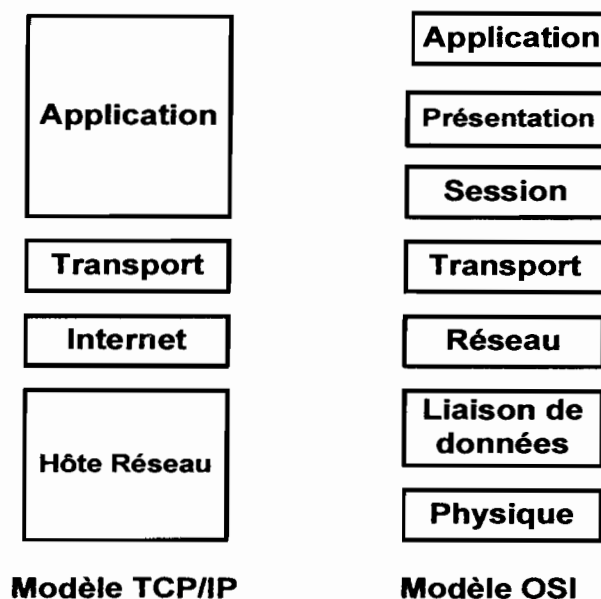 Application
Transport
Internet
Hôte Réseau
Modèle TCP/IP
Application
Présentation
Session
Transport
Réseau
Liaison de
données
Physique
Modèle OSI